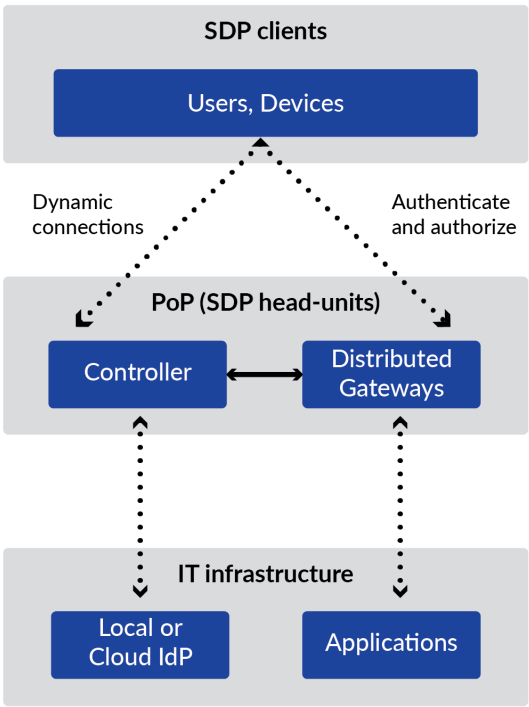 SDP clients
Users, Devices
Dynamic
connections
Authenticate
and authorize
PoP (SDP head-units)
Controller
Distributed
Gateways
IT infrastructure
Local or
Cloud IdP
Applications